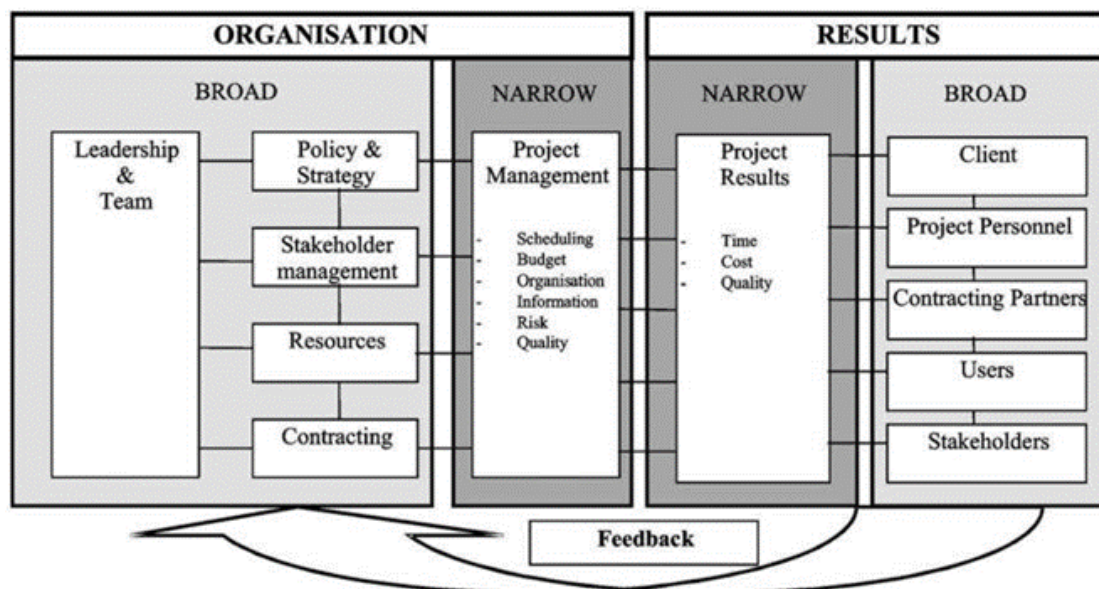 ORGANISATION
RESULTS
BROAD
NARROW
NARROW
BROAD
Leadership
&
Team
Policy &
Strategy
Stakeholder
management
Resources
Contracting
Project
Management
- Scheduling
- Budget
- Organisation
- Information
- Risk
- Quality
Project
Results
- Time
- Cost
- Quality
Client
Project Personnel
Contracting Partners
Users
Stakeholders
Feedback